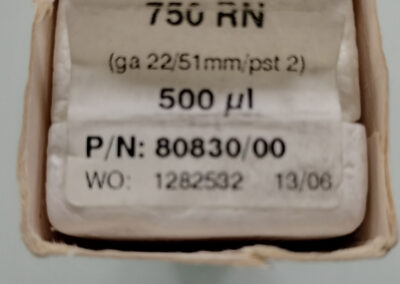 750 RN
(ga 22/51mm/pst 2)
500 µl
P/N: 80830/00
WO: 1282532 13/06